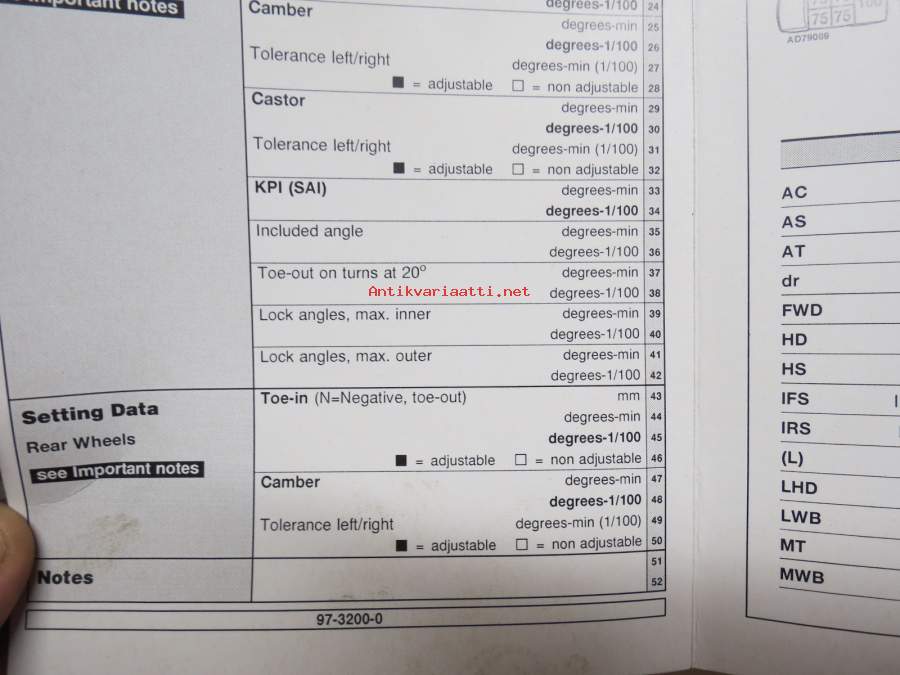 Important notes
Camber
degrees-1/100 24
degrees-min 25
degrees-1/100 26
Tolerance left/right degrees-min (1/100) 27
■ = adjustable □ = non adjustable 28
Castor degrees-min 29
degrees-1/100 30
Tolerance left/right degrees-min (1/100) 31
■ = adjustable □ = non adjustable 32
KPI (SAI) degrees-min 33
degrees-1/100 34
Included angle degrees-min 35
degrees-1/100 36
Toe-out on turns at 20° degrees-min 37
Antikvariaatti.net
degrees-1/100 38
Lock angles, max. inner degrees-min 39
degrees-1/100 40
Lock angles, max. outer degrees-min 41
degrees-1/100 42
Setting Data
Rear Wheels
see Important notes
Toe-in (N=Negative, toe-out) mm 43
degrees-min 44
degrees-1/100 45
■ = adjustable □ = non adjustable 46
Camber degrees-min 47
degrees-1/100 48
Tolerance left/right degrees-min (1/100) 49
■ = adjustable □ = non adjustable 50
Notes 51
52
97-3200-0
75 75 100
AD79009
AC
AS
AT
dr
FWD
HD
HS
IFS
IRS
(L)
LHD
LWB
MT
MWB